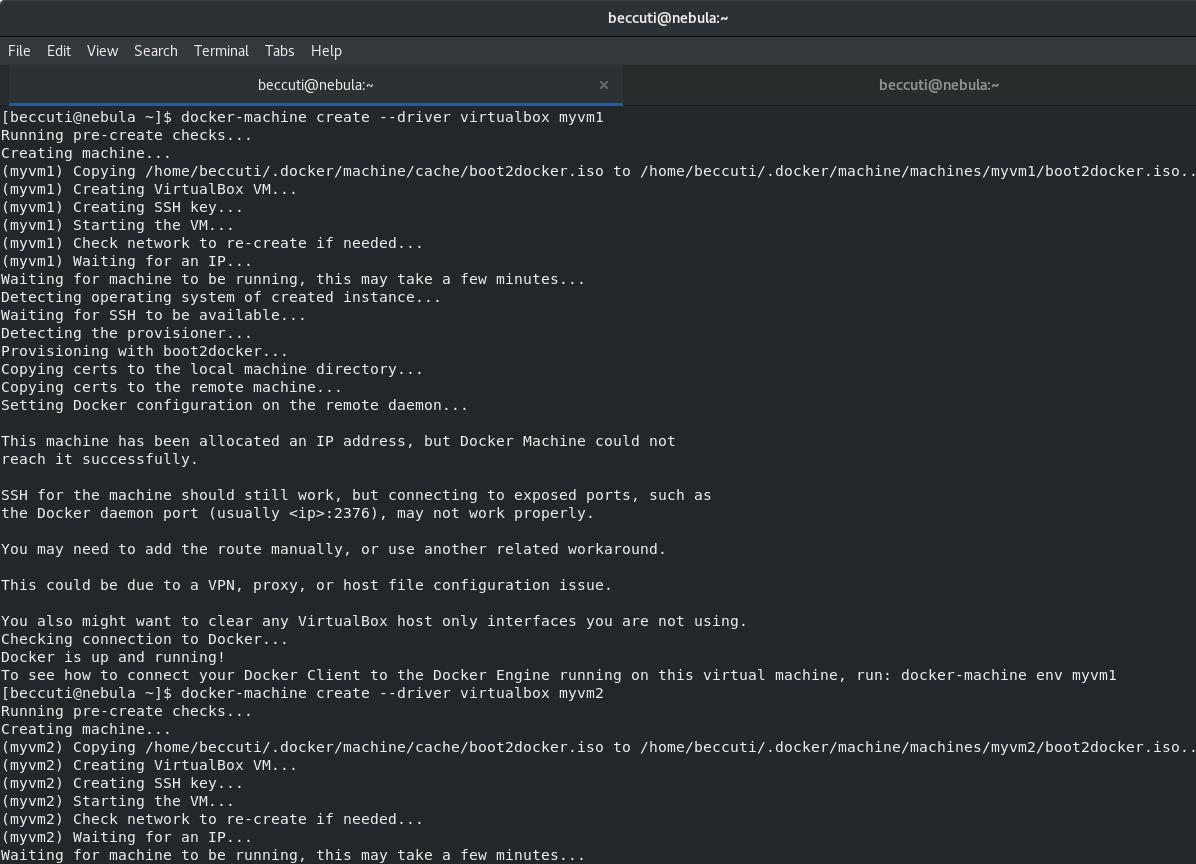 beccuti@nebula:~
File Edit View Search Terminal Tabs Help
beccuti@nebula:~ × beccuti@nebula:~
[beccuti@nebula ~]$ docker-machine create --driver virtualbox myvm1
Running pre-create checks...
Creating machine...
(myvm1) Copying /home/beccuti/.docker/machine/cache/boot2docker.iso to /home/beccuti/.docker/machine/machines/myvm1/boot2docker.iso..
(myvm1) Creating VirtualBox VM...
(myvm1) Creating SSH key...
(myvm1) Starting the VM...
(myvm1) Check network to re-create if needed...
(myvm1) Waiting for an IP...
Waiting for machine to be running, this may take a few minutes...
Detecting operating system of created instance...
Waiting for SSH to be available...
Detecting the provisioner...
Provisioning with boot2docker...
Copying certs to the local machine directory...
Copying certs to the remote machine...
Setting Docker configuration on the remote daemon...

This machine has been allocated an IP address, but Docker Machine could not
reach it successfully.

SSH for the machine should still work, but connecting to exposed ports, such as
the Docker daemon port (usually <ip>:2376), may not work properly.

You may need to add the route manually, or use another related workaround.

This could be due to a VPN, proxy, or host file configuration issue.

You also might want to clear any VirtualBox host only interfaces you are not using.
Checking connection to Docker...
Docker is up and running!
To see how to connect your Docker Client to the Docker Engine running on this virtual machine, run: docker-machine env myvm1
[beccuti@nebula ~]$ docker-machine create --driver virtualbox myvm2
Running pre-create checks...
Creating machine...
(myvm2) Copying /home/beccuti/.docker/machine/cache/boot2docker.iso to /home/beccuti/.docker/machine/machines/myvm2/boot2docker.iso..
(myvm2) Creating VirtualBox VM...
(myvm2) Creating SSH key...
(myvm2) Starting the VM...
(myvm2) Check network to re-create if needed...
(myvm2) Waiting for an IP...
Waiting for machine to be running, this may take a few minutes...